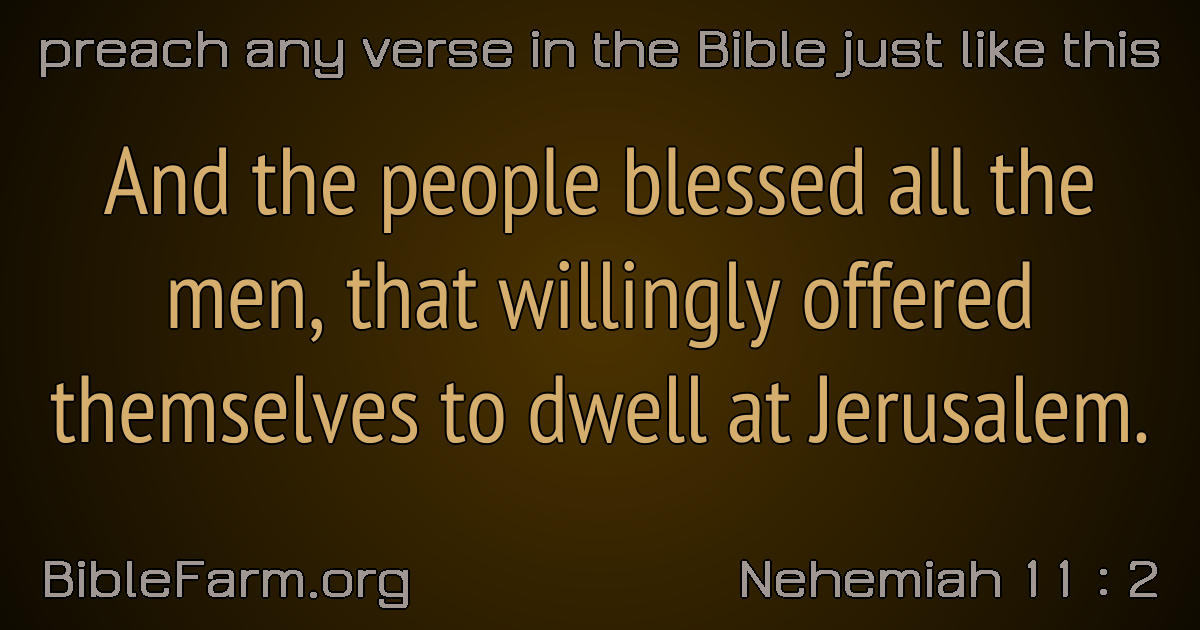 preach any verse in the Bible just like this
And the people blessed all the
men, that willingly offered
themselves to dwell at Jerusalem.
BibleFarm.org
Nehemiah 11 : 2